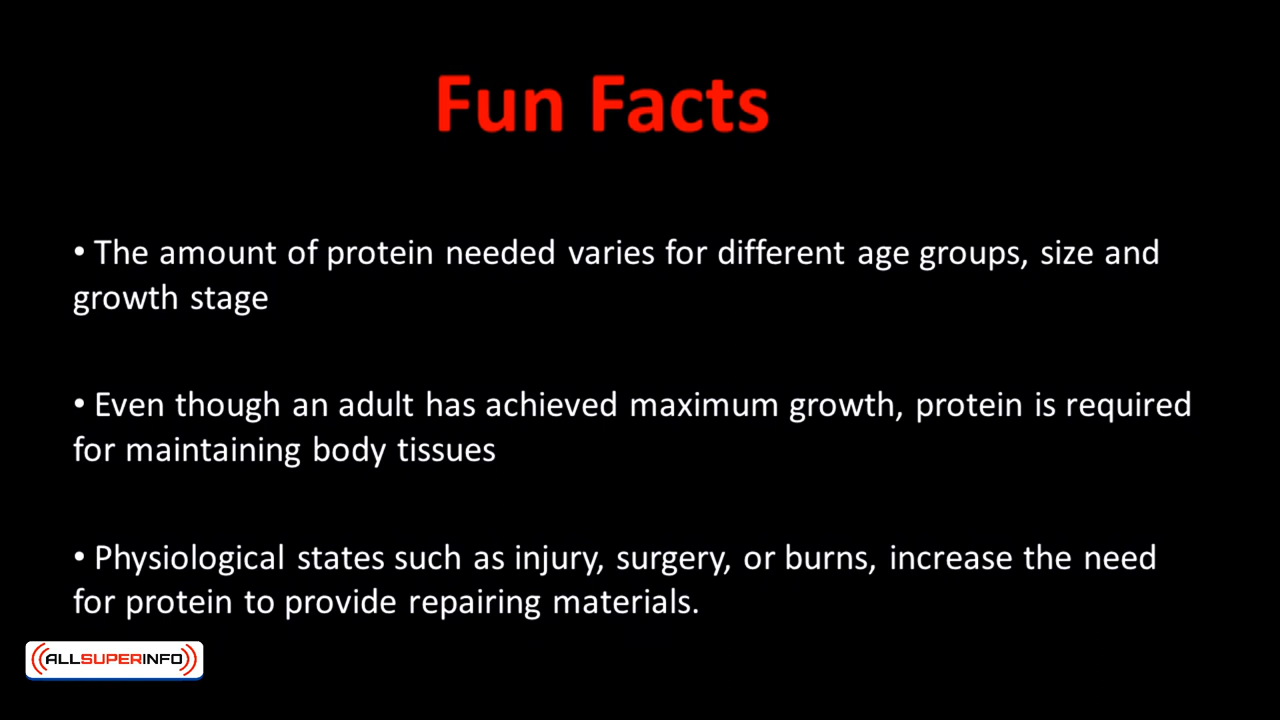 Fun Facts
• The amount of protein needed varies for different age groups, size and
growth stage
• Even though an adult has achieved maximum growth, protein is required
for maintaining body tissues
• Physiological states such as injury, surgery, or burns, increase the need
for protein to provide repairing materials.
ALLSUPERINFO